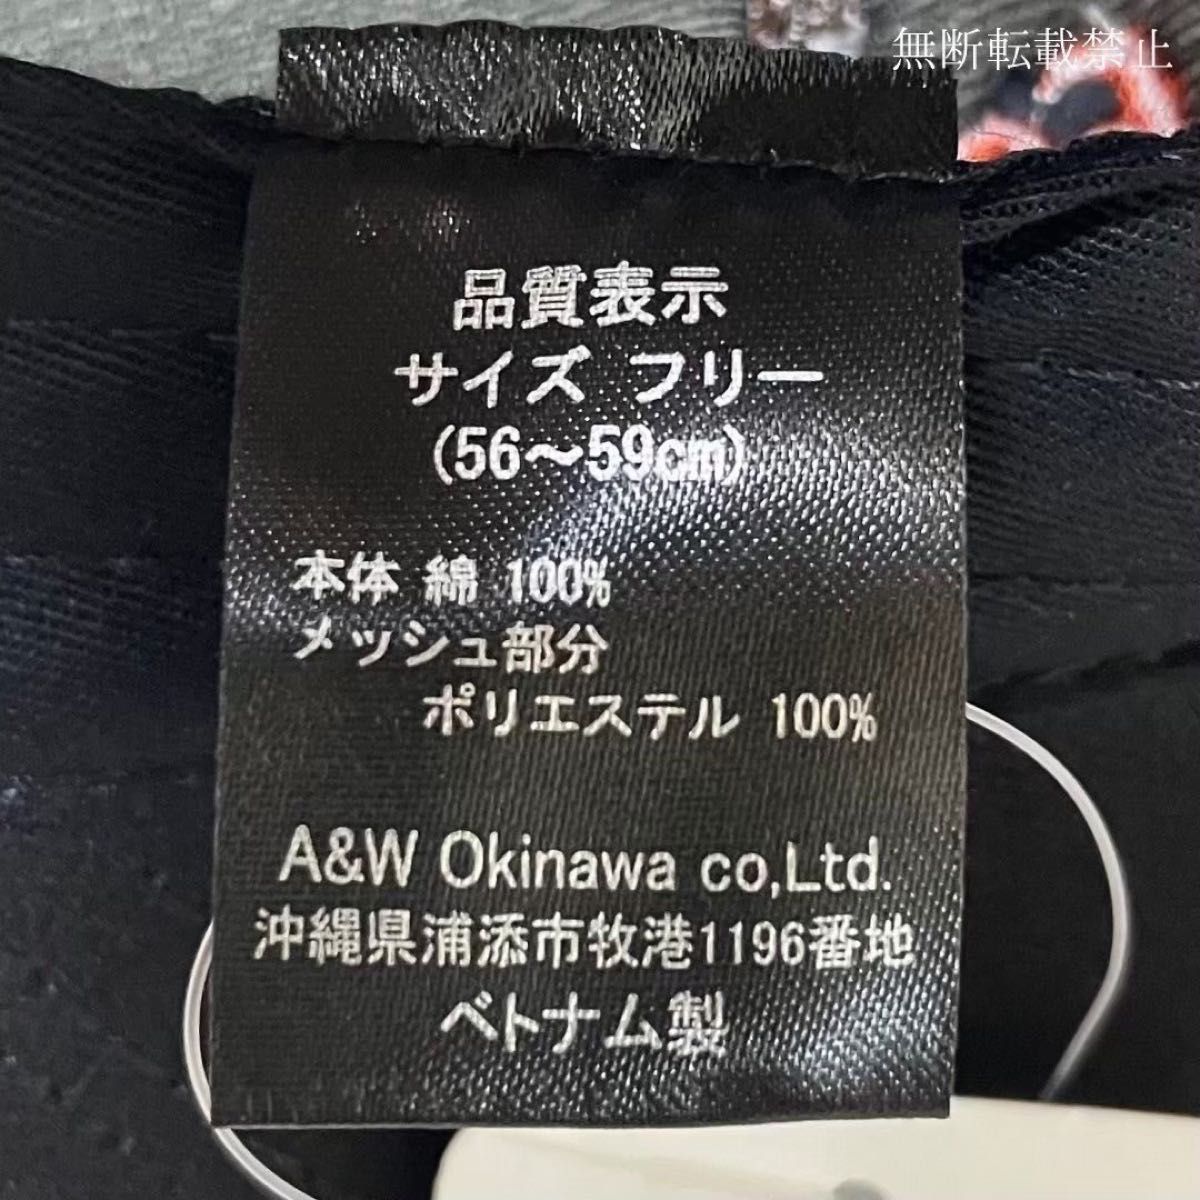 無断転載禁止
品質表示
サイズ フリー
(56〜59cm)
本体 綿 100%
メッシュ部分
ポリエステル 100%
A&W Okinawa co,Ltd.
沖縄県浦添市牧港1196番地
ベトナム製